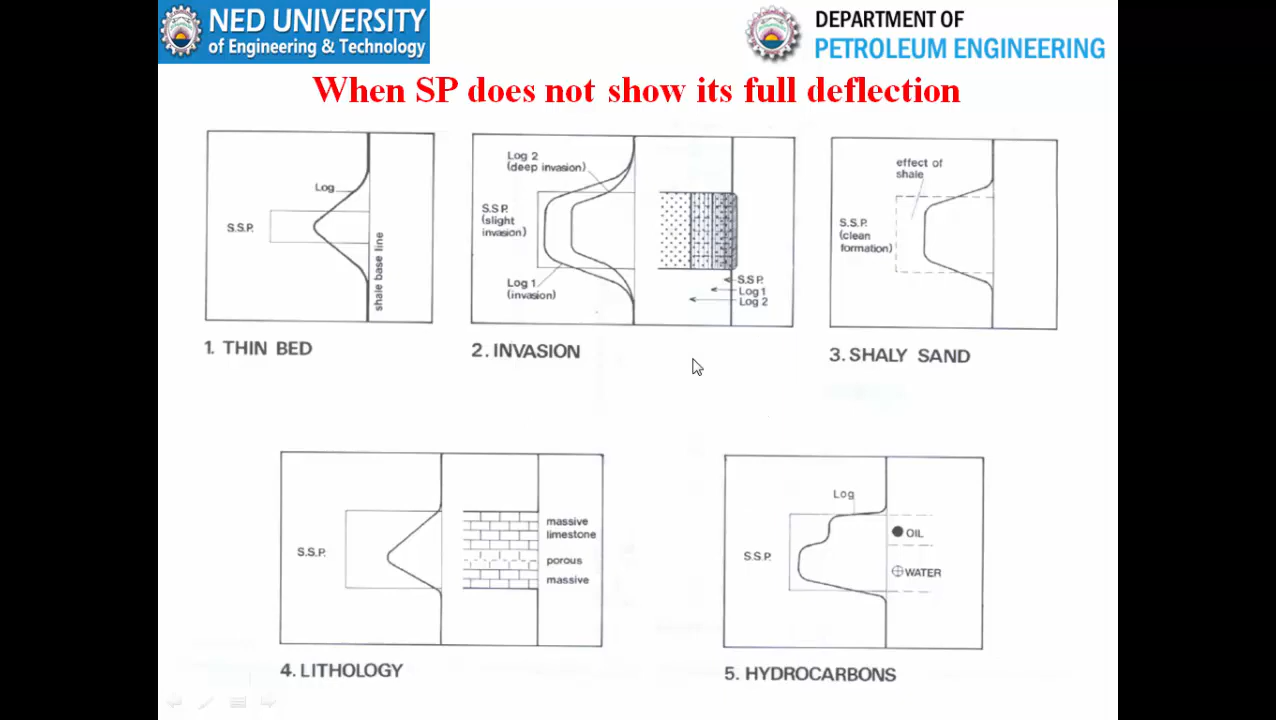 NED UNIVERSITY
of Engineering & Technology
DEPARTMENT OF
PETROLEUM ENGINEERING
When SP does not show its full deflection
Log
S.S.P.
shale base line
1. THIN BED
Log 2
(deep invasion)
S.S.P.
(slight
invasion)
Log 1
(invasion)
S.S.P.
Log 1
Log 2
2. INVASION
effect of
shale
S.S.P.
(clean
formation)
3. SHALY SAND
S.S.P.
massive
limestone
porous
massive
4. LITHOLOGY
Log
S.S.P.
OIL
WATER
5. HYDROCARBONS